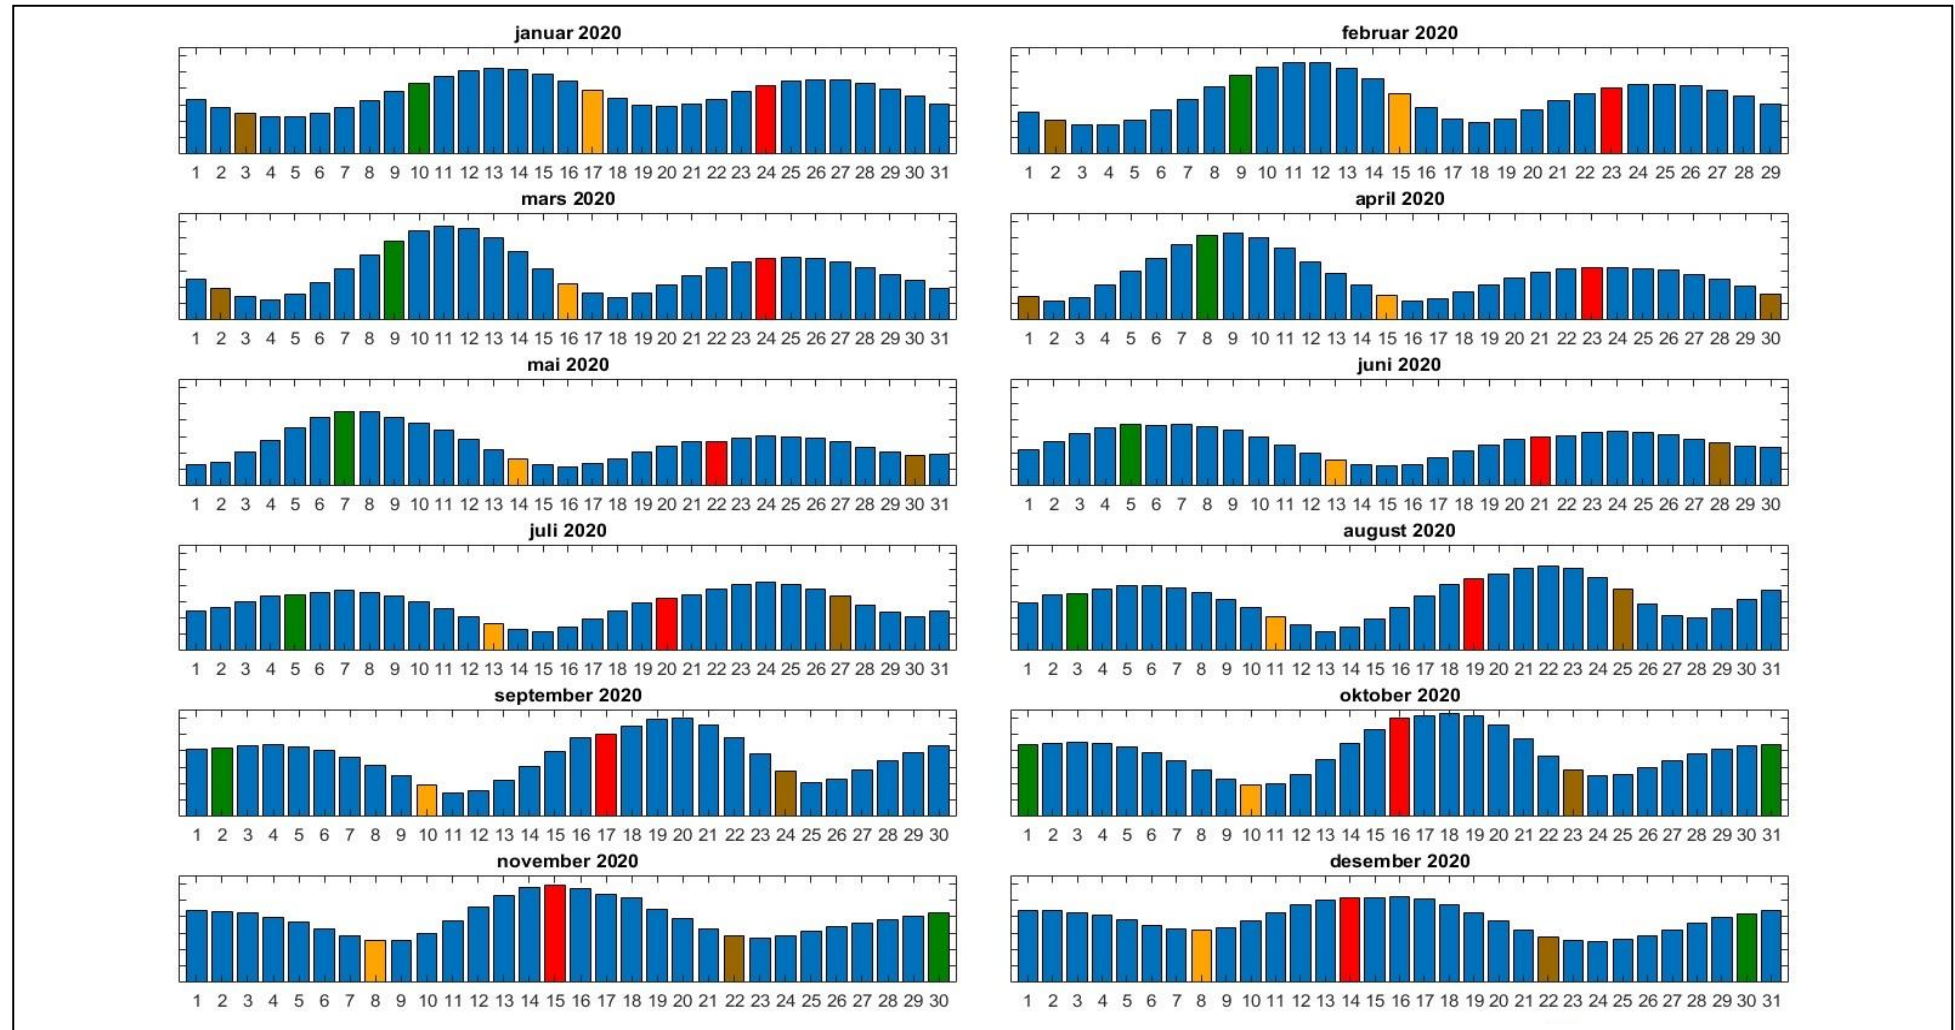 januar 2020
1 2 3 4 5 6 7 8 9 10 11 12 13 14 15 16 17 18 19 20 21 22 23 24 25 26 27 28 29 30 31
februar 2020
1 2 3 4 5 6 7 8 9 10 11 12 13 14 15 16 17 18 19 20 21 22 23 24 25 26 27 28 29
mars 2020
1 2 3 4 5 6 7 8 9 10 11 12 13 14 15 16 17 18 19 20 21 22 23 24 25 26 27 28 29 30 31
april 2020
1 2 3 4 5 6 7 8 9 10 11 12 13 14 15 16 17 18 19 20 21 22 23 24 25 26 27 28 29 30
mai 2020
1 2 3 4 5 6 7 8 9 10 11 12 13 14 15 16 17 18 19 20 21 22 23 24 25 26 27 28 29 30 31
juni 2020
1 2 3 4 5 6 7 8 9 10 11 12 13 14 15 16 17 18 19 20 21 22 23 24 25 26 27 28 29 30
juli 2020
1 2 3 4 5 6 7 8 9 10 11 12 13 14 15 16 17 18 19 20 21 22 23 24 25 26 27 28 29 30 31
august 2020
1 2 3 4 5 6 7 8 9 10 11 12 13 14 15 16 17 18 19 20 21 22 23 24 25 26 27 28 29 30 31
september 2020
1 2 3 4 5 6 7 8 9 10 11 12 13 14 15 16 17 18 19 20 21 22 23 24 25 26 27 28 29 30
oktober 2020
1 2 3 4 5 6 7 8 9 10 11 12 13 14 15 16 17 18 19 20 21 22 23 24 25 26 27 28 29 30 31
november 2020
1 2 3 4 5 6 7 8 9 10 11 12 13 14 15 16 17 18 19 20 21 22 23 24 25 26 27 28 29 30
desember 2020
1 2 3 4 5 6 7 8 9 10 11 12 13 14 15 16 17 18 19 20 21 22 23 24 25 26 27 28 29 30 31